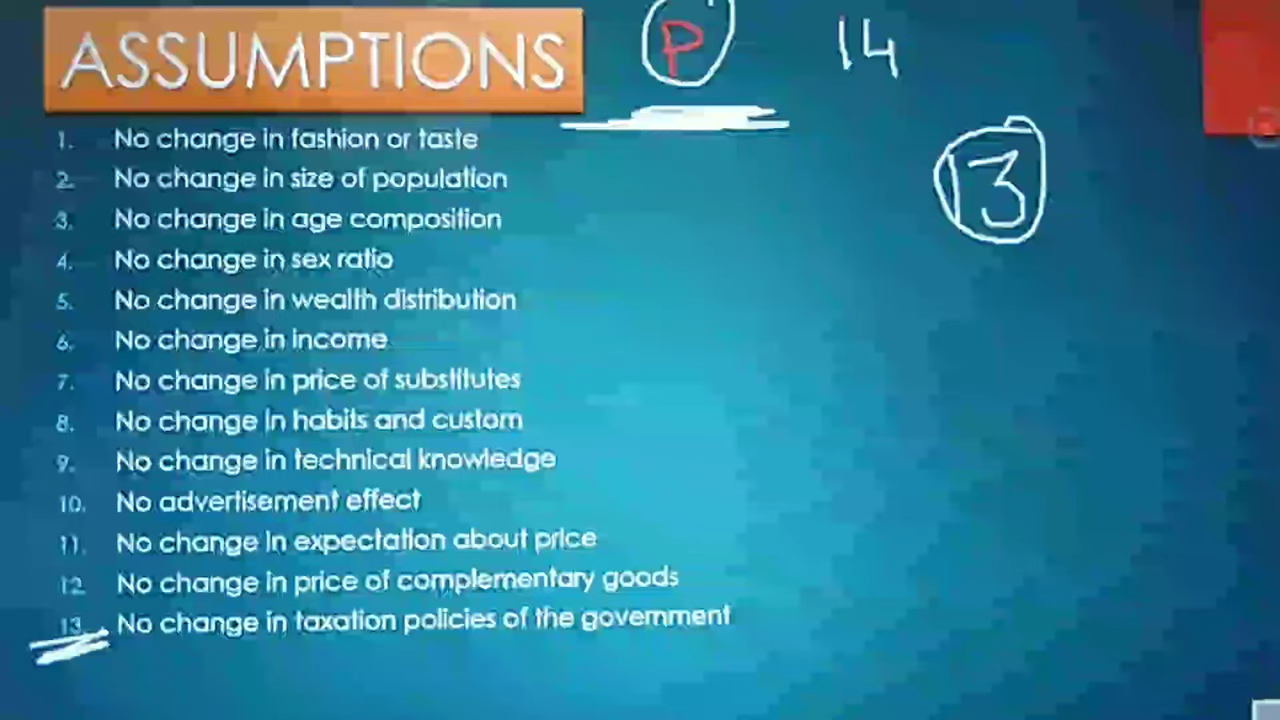 ASSUMPTIONS
P
14
13
1. No change in fashion or taste
2. No change in size of population
3. No change in age composition
4. No change in sex ratio
5. No change in wealth distribution
6. No change in income
7. No change in price of substitutes
8. No change in habits and custom
9. No change in technical knowledge
10. No advertisement effect
11. No change in expectation about price
12. No change in price of complementary goods
13. No change in taxation policies of the government